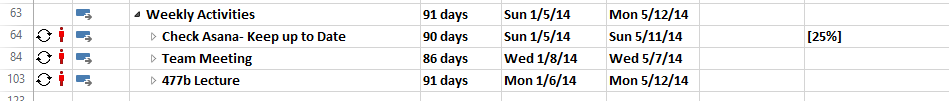 63 Weekly Activities 91 days Sun 1/5/14 Mon 5/12/14
64 Check Asana- Keep up to Date 90 days Sun 1/5/14 Sun 5/11/14 [25%]
84 Team Meeting 86 days Wed 1/8/14 Wed 5/7/14
103 477b Lecture 91 days Mon 1/6/14 Mon 5/12/14
123